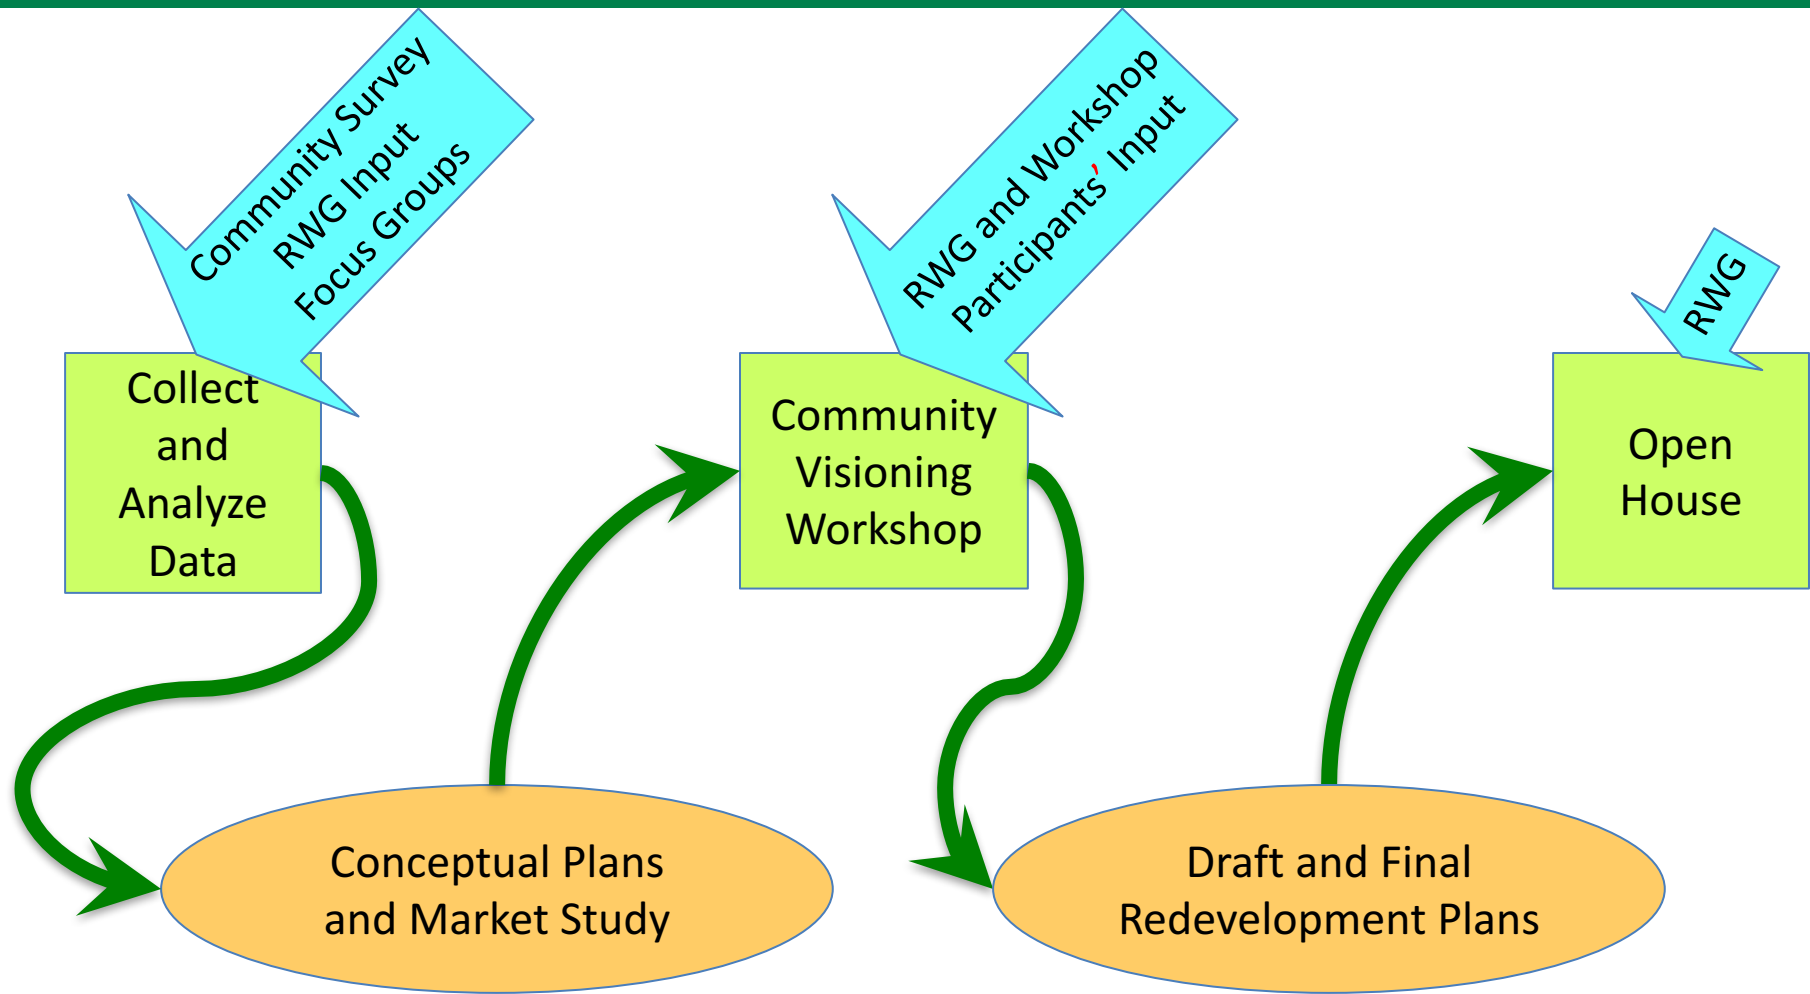 Community Survey
RWG Input
Focus Groups
RWG and Workshop
Participants’ Input
RWG
Collect
and
Analyze
Data
Community
Visioning
Workshop
Open
House
Conceptual Plans
and Market Study
Draft and Final
Redevelopment Plans